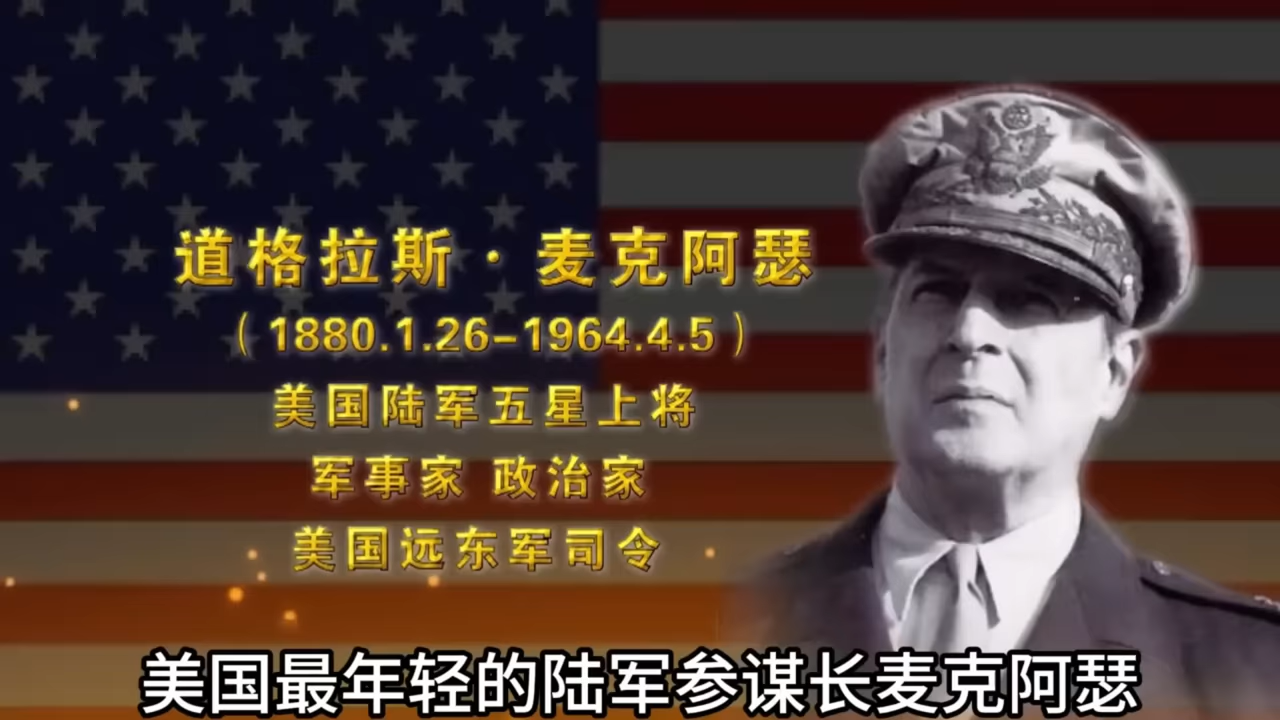 道格拉斯·麦克阿瑟
（1880.1.26-1964.4.5）
美国陆军五星上将
军事家 政治家
美国远东军司令
美国最年轻的陆军参谋长麦克阿瑟